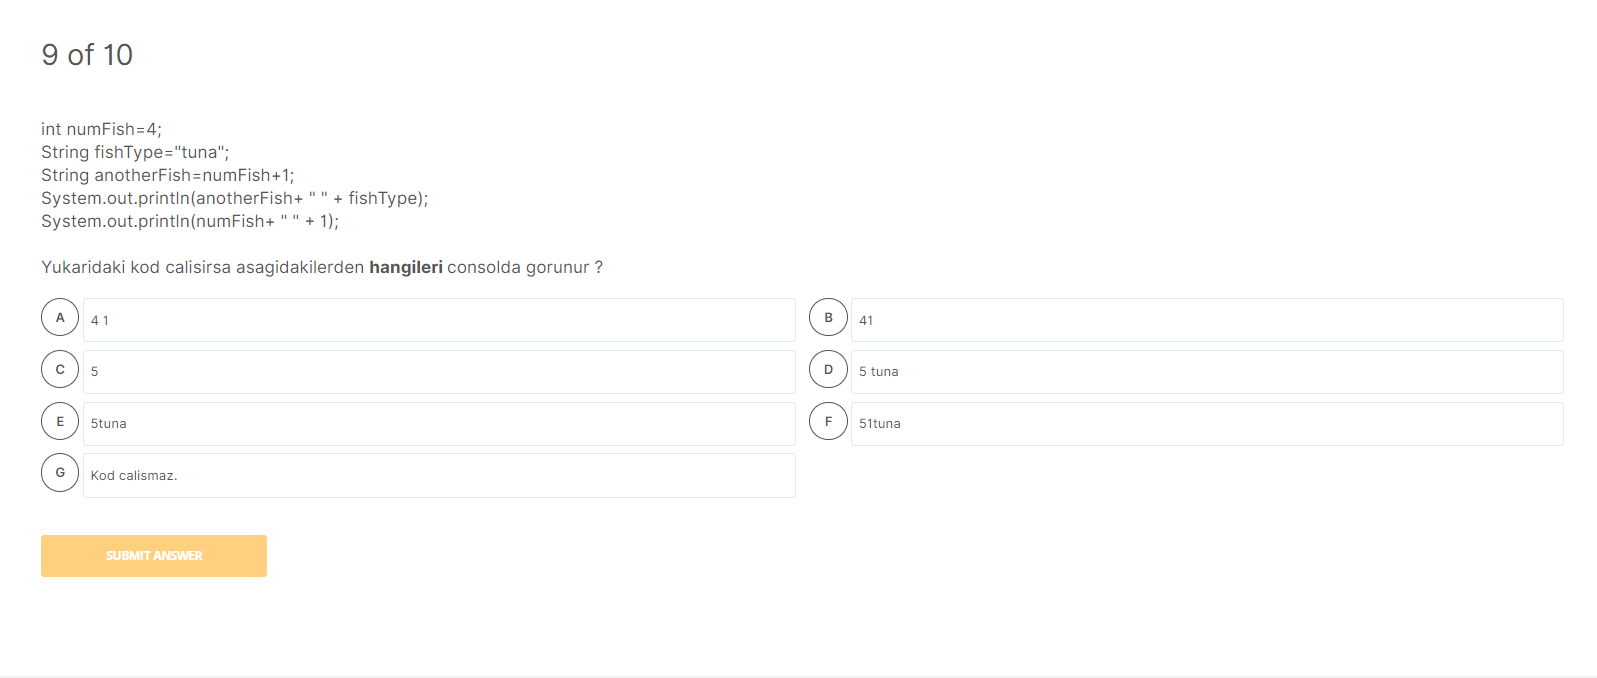 9 of 10
int numFish=4;
String fishType="tuna";
String anotherFish=numFish+1;
System.out.println(anotherFish+ " " + fishType);
System.out.println(numFish+ " " + 1);
Yukaridaki kod calisirsa asagidakilerden hangileri consolda gorunur ?
A 4 1
B 41
C 5
D 5 tuna
E 5tuna
F 51tuna
G Kod calismaz.
SUBMIT ANSWER